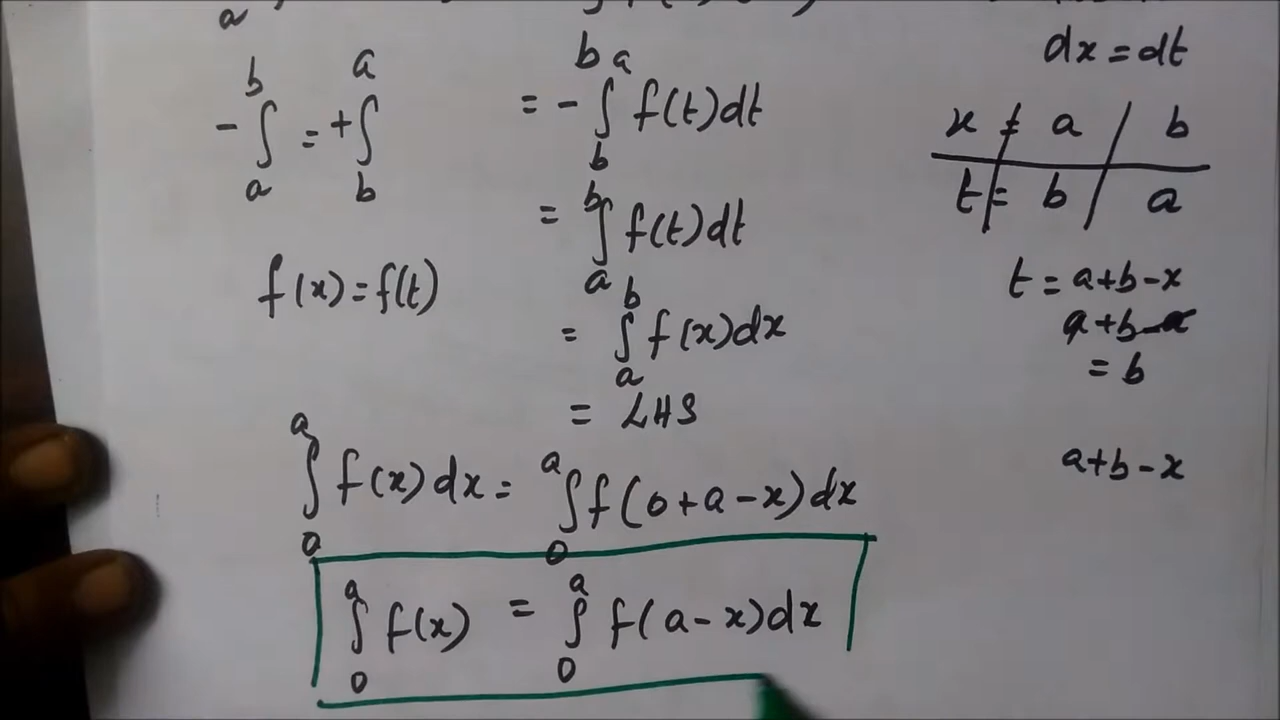 a
dx = dt
-∫_a^b = +∫_b^a
= -∫_b^{b a} f(t)dt
x ≠ a / b
t = b / a
= ∫_a^b f(t)dt
f(x) = f(t)
t = a+b-x
a+b-a
= b
= ∫_a^b f(x)dx
= LHS
a+b-x
∫_0^a f(x)dx = ∫_0^a f(0+a-x)dx
∫_0^a f(x) = ∫_0^a f(a-x)dx